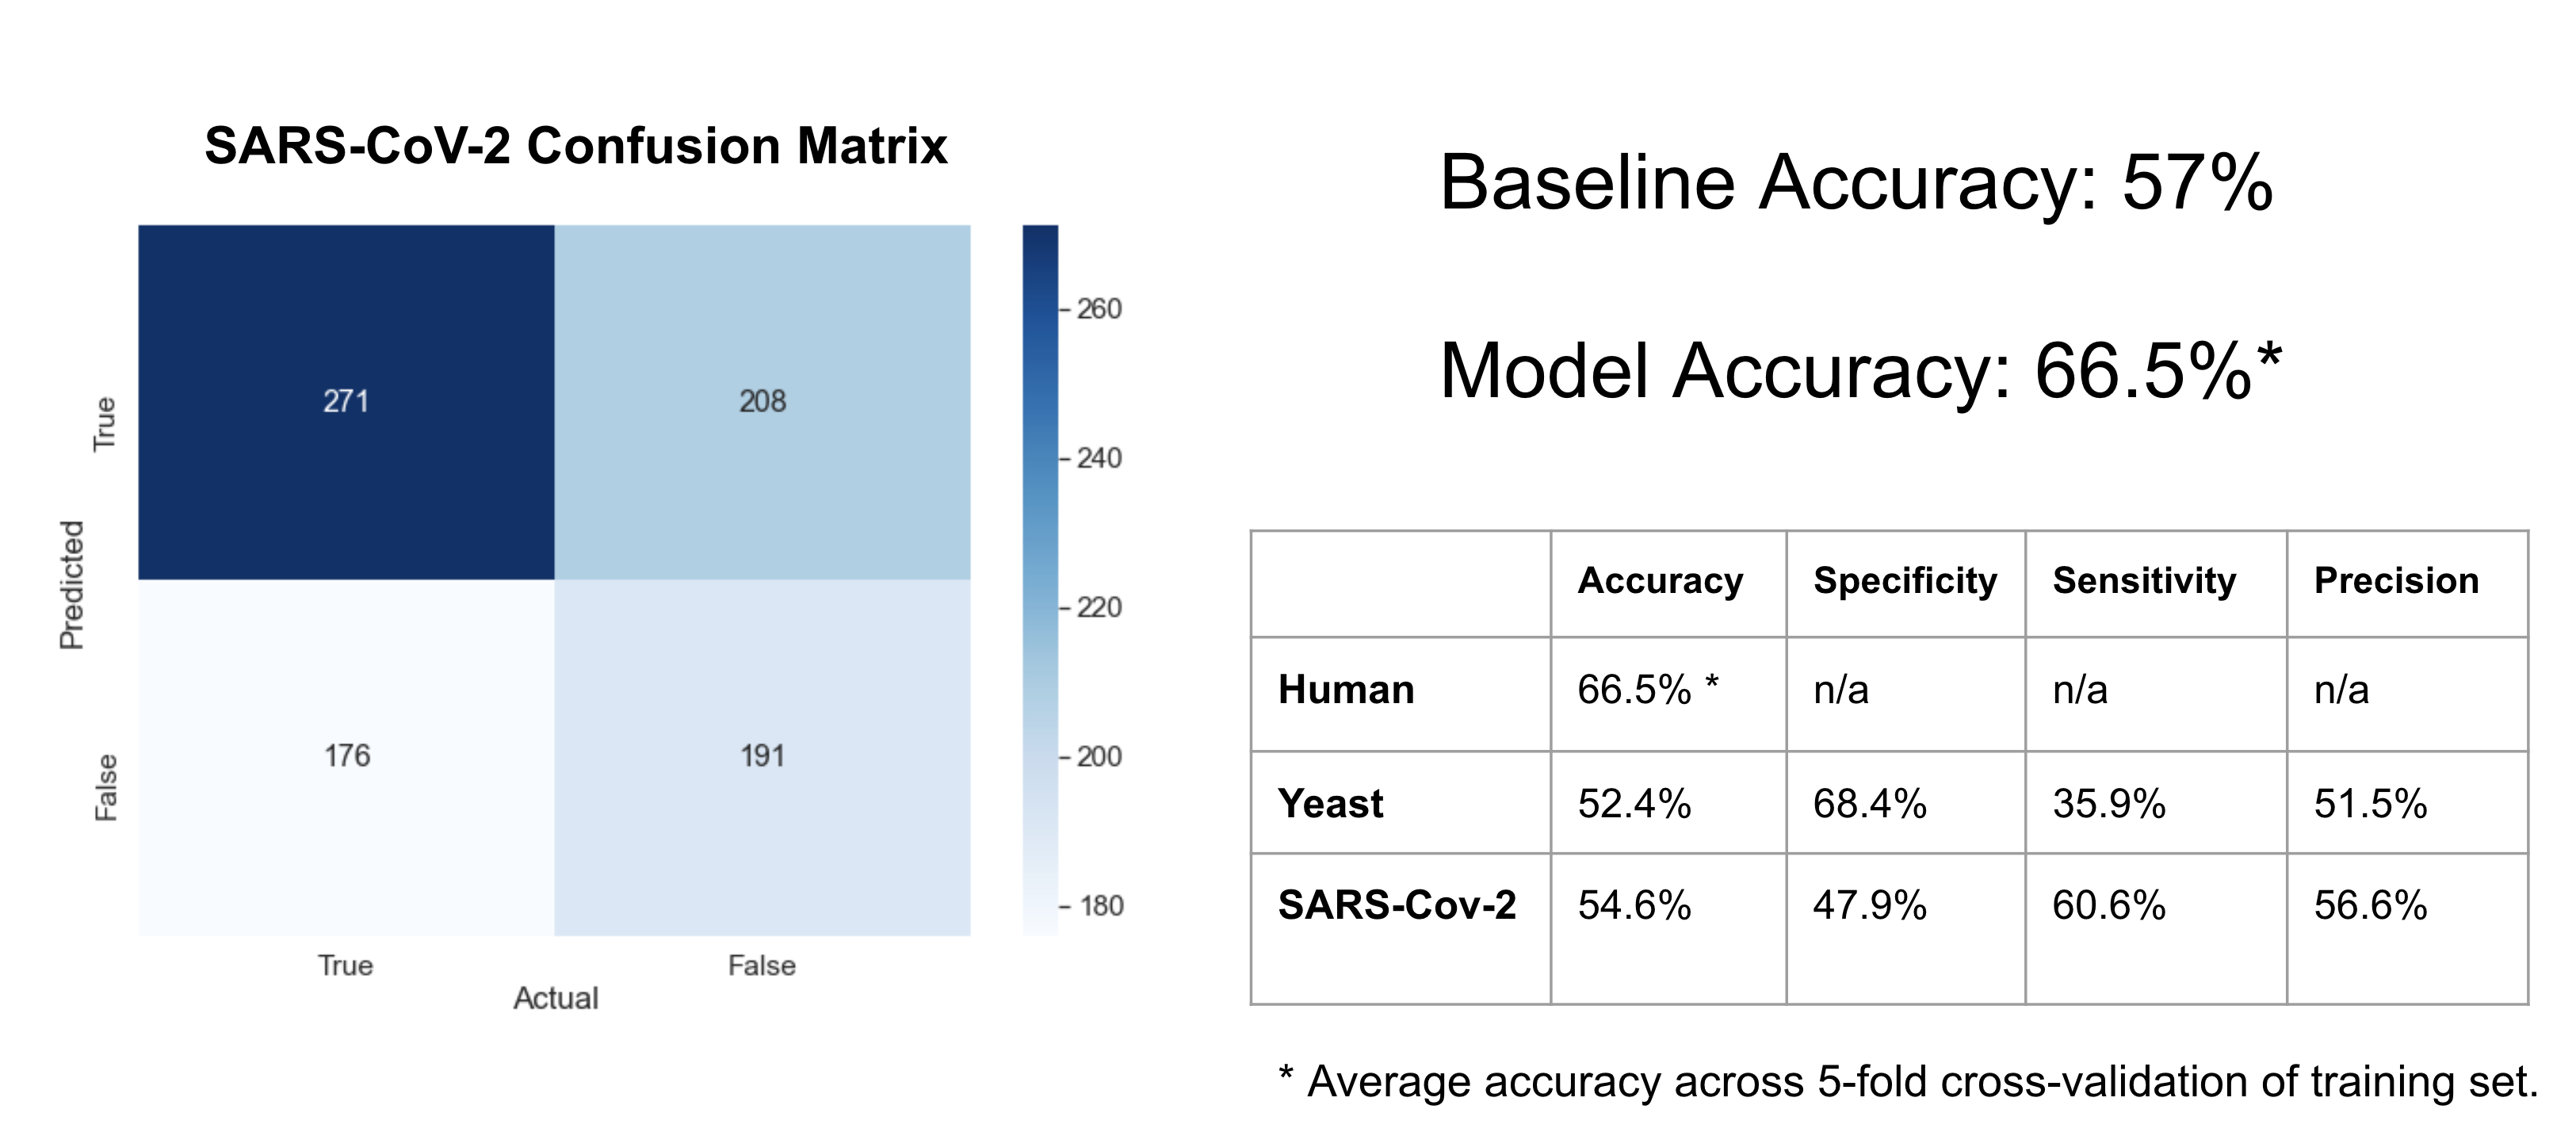 SARS-CoV-2 Confusion Matrix
271 208
176 191
True
False
Predicted
True False
Actual
260
240
220
200
180
Baseline Accuracy: 57%
Model Accuracy: 66.5%*
Accuracy Specificity Sensitivity Precision
Human 66.5% * n/a n/a n/a
Yeast 52.4% 68.4% 35.9% 51.5%
SARS-Cov-2 54.6% 47.9% 60.6% 56.6%
* Average accuracy across 5-fold cross-validation of training set.